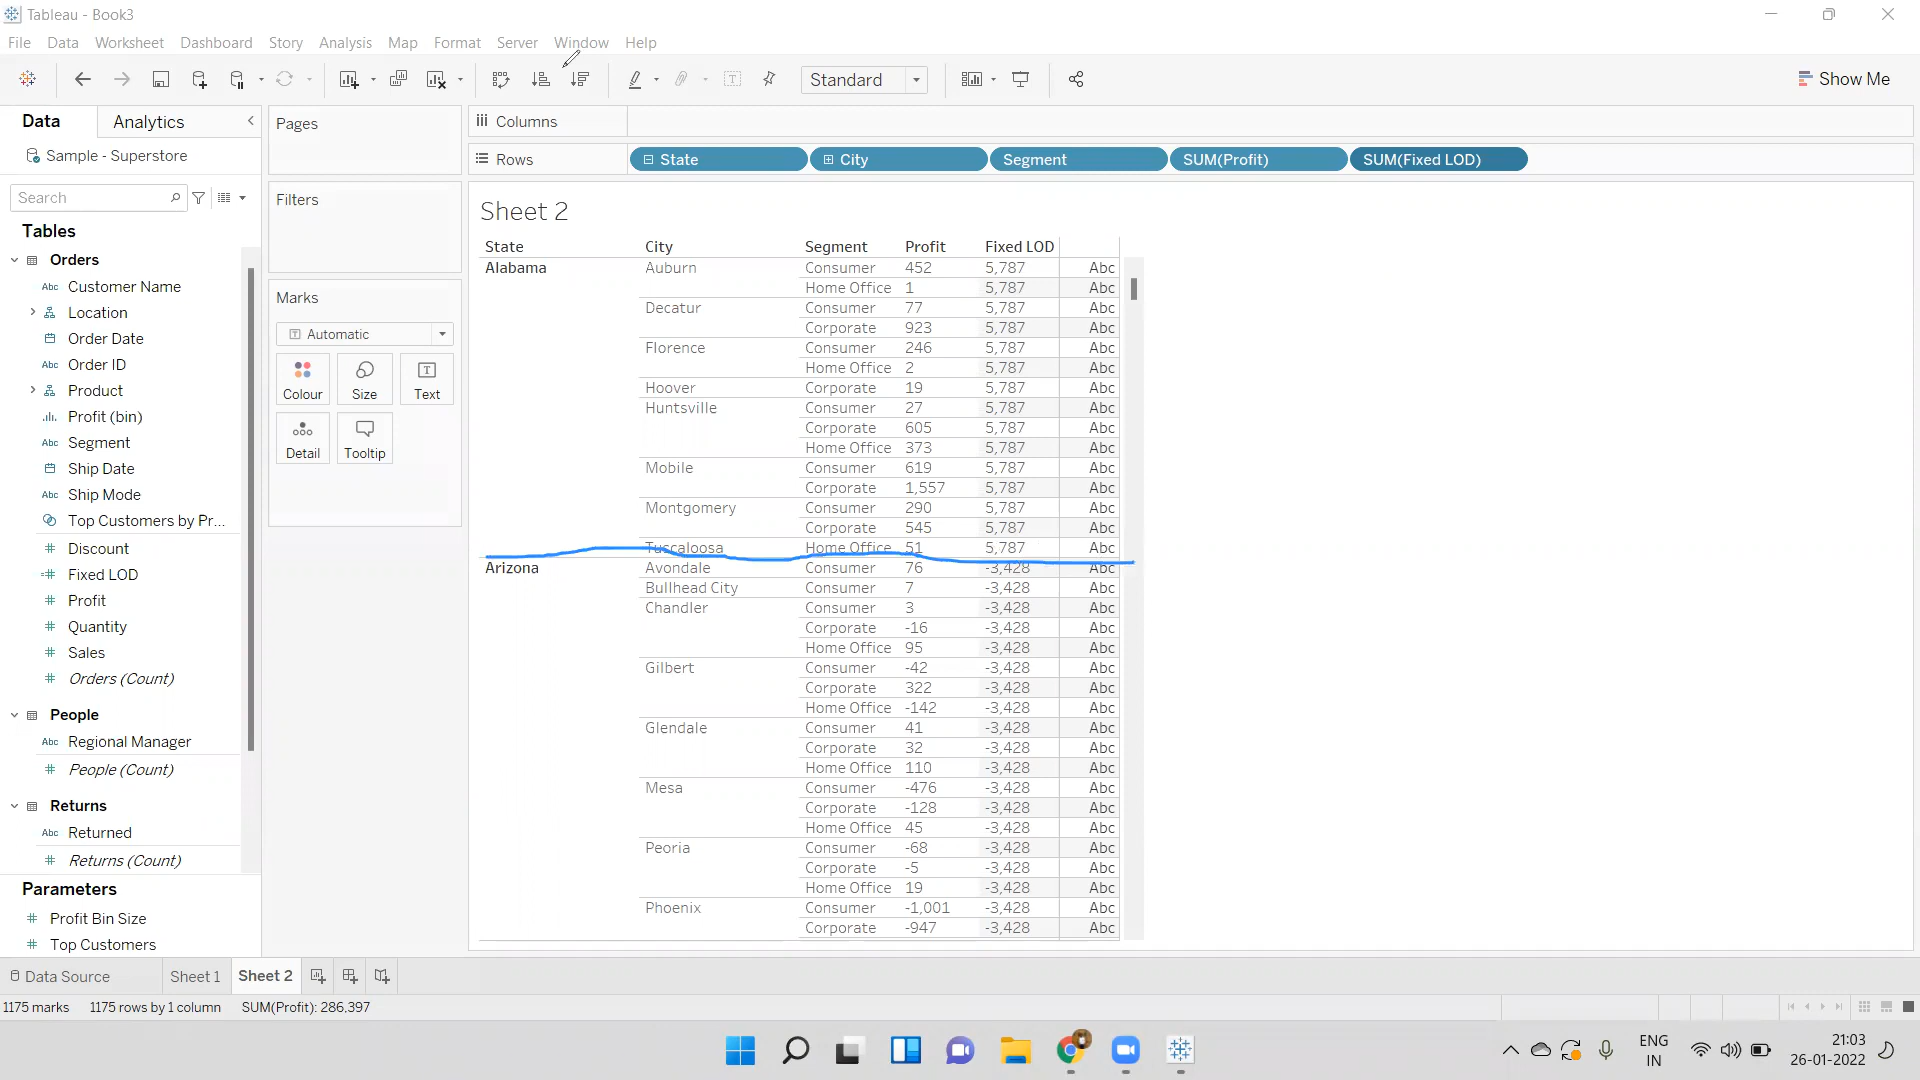 Tableau - Book3
File Data Worksheet Dashboard Story Analysis Map Format Server Window Help
Standard
Show Me
Data Analytics
Sample - Superstore
Search
Tables
Orders
Abc Customer Name
Location
Order Date
Abc Order ID
Product
Profit (bin)
Abc Segment
Ship Date
Abc Ship Mode
Top Customers by Pr...
# Discount
=# Fixed LOD
# Profit
# Quantity
# Sales
# Orders (Count)
People
Abc Regional Manager
# People (Count)
Returns
Abc Returned
# Returns (Count)
Parameters
# Profit Bin Size
# Top Customers
Pages
Filters
Marks
Automatic
Colour Size Text
Detail Tooltip
Columns
Rows State City Segment SUM(Profit) SUM(Fixed LOD)
Sheet 2
State City Segment Profit Fixed LOD
Alabama Auburn Consumer 452 5,787 Abc
Home Office 1 5,787 Abc
Decatur Consumer 77 5,787 Abc
Corporate 923 5,787 Abc
Florence Consumer 246 5,787 Abc
Home Office 2 5,787 Abc
Hoover Corporate 19 5,787 Abc
Huntsville Consumer 27 5,787 Abc
Corporate 605 5,787 Abc
Home Office 373 5,787 Abc
Mobile Consumer 619 5,787 Abc
Corporate 1,557 5,787 Abc
Montgomery Consumer 290 5,787 Abc
Corporate 545 5,787 Abc
Tuscaloosa Home Office 51 5,787 Abc
Arizona Avondale Consumer 76 -3,428 Abc
Bullhead City Consumer 7 -3,428 Abc
Chandler Consumer 3 -3,428 Abc
Corporate -16 -3,428 Abc
Home Office 95 -3,428 Abc
Gilbert Consumer -42 -3,428 Abc
Corporate 322 -3,428 Abc
Home Office -142 -3,428 Abc
Glendale Consumer 41 -3,428 Abc
Corporate 32 -3,428 Abc
Home Office 110 -3,428 Abc
Mesa Consumer -476 -3,428 Abc
Corporate -128 -3,428 Abc
Home Office 45 -3,428 Abc
Peoria Consumer -68 -3,428 Abc
Corporate -5 -3,428 Abc
Home Office 19 -3,428 Abc
Phoenix Consumer -1,001 -3,428 Abc
Corporate -947 -3,428 Abc
Data Source Sheet 1 Sheet 2
1175 marks 1175 rows by 1 column SUM(Profit): 286,397
ENG
IN
21:03
26-01-2022